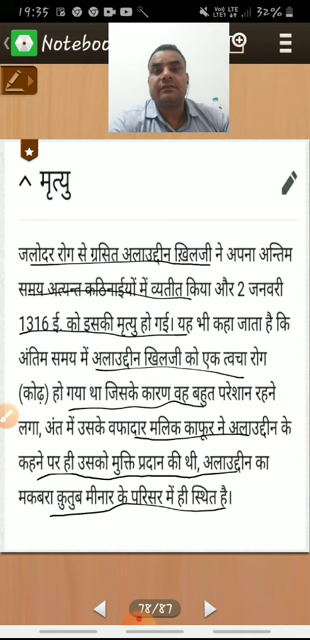 19:35
VoLTE LTE1
32%
Noteboo
^ मृत्यु
जलोदर रोग से ग्रसित अलाउद्दीन ख़िलजी ने अपना अन्तिम
समय अत्यन्त कठिनाईयों में व्यतीत किया और 2 जनवरी
1316 ई. को इसकी मृत्यु हो गई। यह भी कहा जाता है कि
अंतिम समय में अलाउद्दीन खिलजी को एक त्वचा रोग
(कोढ़) हो गया था जिसके कारण वह बहुत परेशान रहने
लगा, अंत में उसके वफादार मलिक काफूर ने अलाउद्दीन के
कहने पर ही उसको मुक्ति प्रदान की थी, अलाउद्दीन का
मकबरा क़ुतुब मीनार के परिसर में ही स्थित है।
78/87